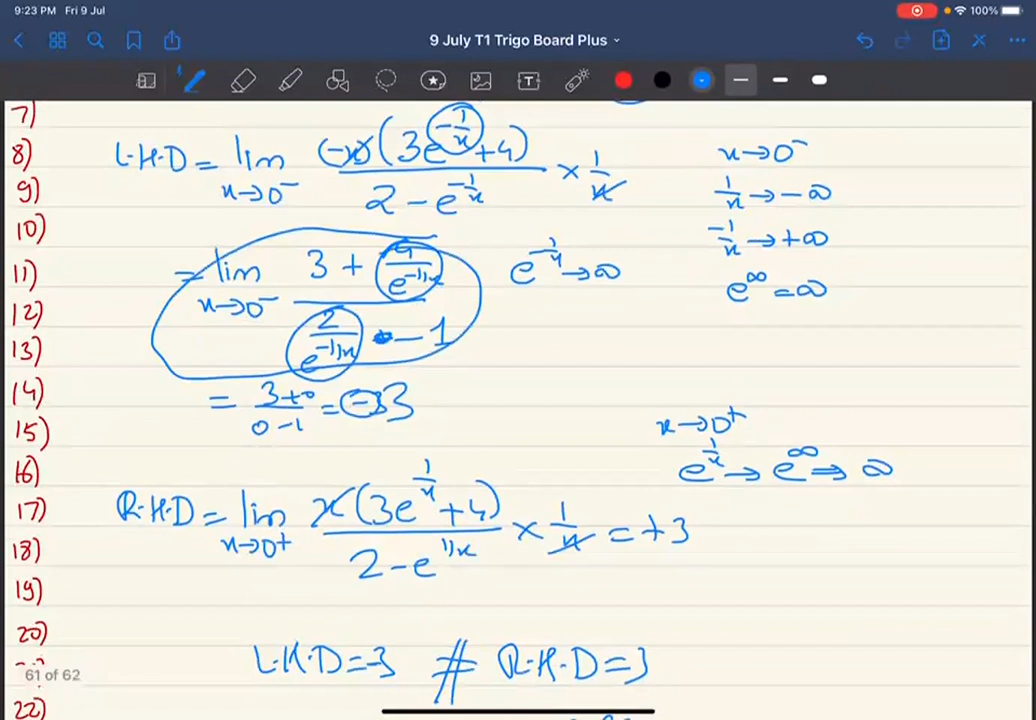 9:23 PM Fri 9 Jul 100%
9 July T1 Trigo Board Plus
7)
8) L·H·D = lim x→0⁻ (-x)(3e^(-1/x) + 4) / (2 - e^(-1/x)) × 1/x
x→0⁻
9) 1/x → -∞
10) -1/x → +∞
11) = lim x→0⁻ (3 + 4/e^(-1/x)) / (2/e^(-1/x) - 1)
e^(-1/x) → ∞
e^∞ = ∞
12)
13)
14) = (3+0)/(0-1) = -3
15) x→0⁺
16) e^(1/x) → e^∞ ⇒ ∞
17) R·H·D = lim x→0⁺ x(3e^(1/x) + 4) / (2 - e^(1/x)) × 1/x = +3
18)
19)
20)
L·H·D = -3 ≠ R·H·D = 3
61 of 62
22)